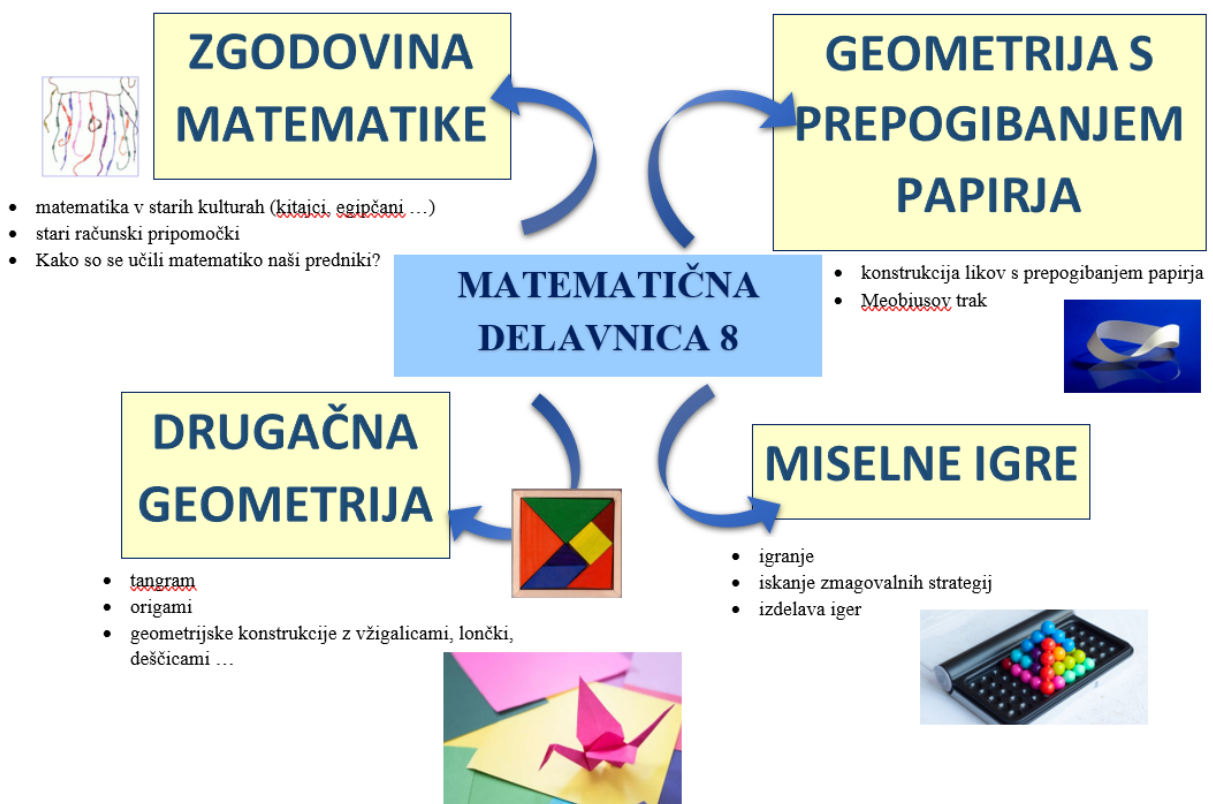 ZGODOVINA
MATEMATIKE
• matematika v starih kulturah (kitajci, egipčani …)
• stari računski pripomočki
• Kako so se učili matematiko naši predniki?
GEOMETRIJA S
PREPOGIBANJEM
PAPIRJA
• konstrukcija likov s prepogibanjem papirja
• Meobiusov trak
MATEMATIČNA
DELAVNICA 8
DRUGAČNA
GEOMETRIJA
• tangram
• origami
• geometrijske konstrukcije z vžigalicami, lončki,
deščicami …
MISELNE IGRE
• igranje
• iskanje zmagovalnih strategij
• izdelava iger